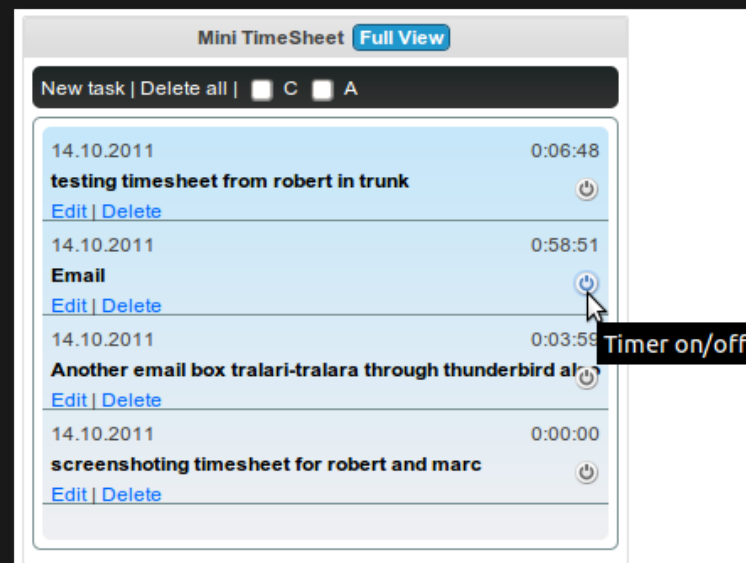 Mini TimeSheet Full View
New task | Delete all | C A
14.10.2011 0:06:48
testing timesheet from robert in trunk
Edit | Delete
14.10.2011 0:58:51
Email
Edit | Delete
14.10.2011 0:03:59
Timer on/off
Another email box tralari-tralara through thunderbird
Edit | Delete
14.10.2011 0:00:00
screenshoting timesheet for robert and marc
Edit | Delete